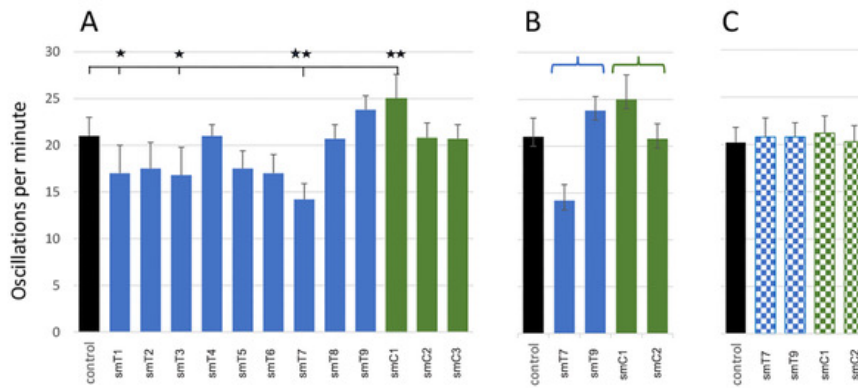 A
B
C
Oscillations per minute
30
25
20
15
10
5
0
★
★
★★
★★
control
smT1
smT2
smT3
smT4
smT5
smT6
smT7
smT8
smT9
smC1
smC2
smC3
control
smT7
smT9
smC1
smC2
control
smT7
smT9
smC1
smC2